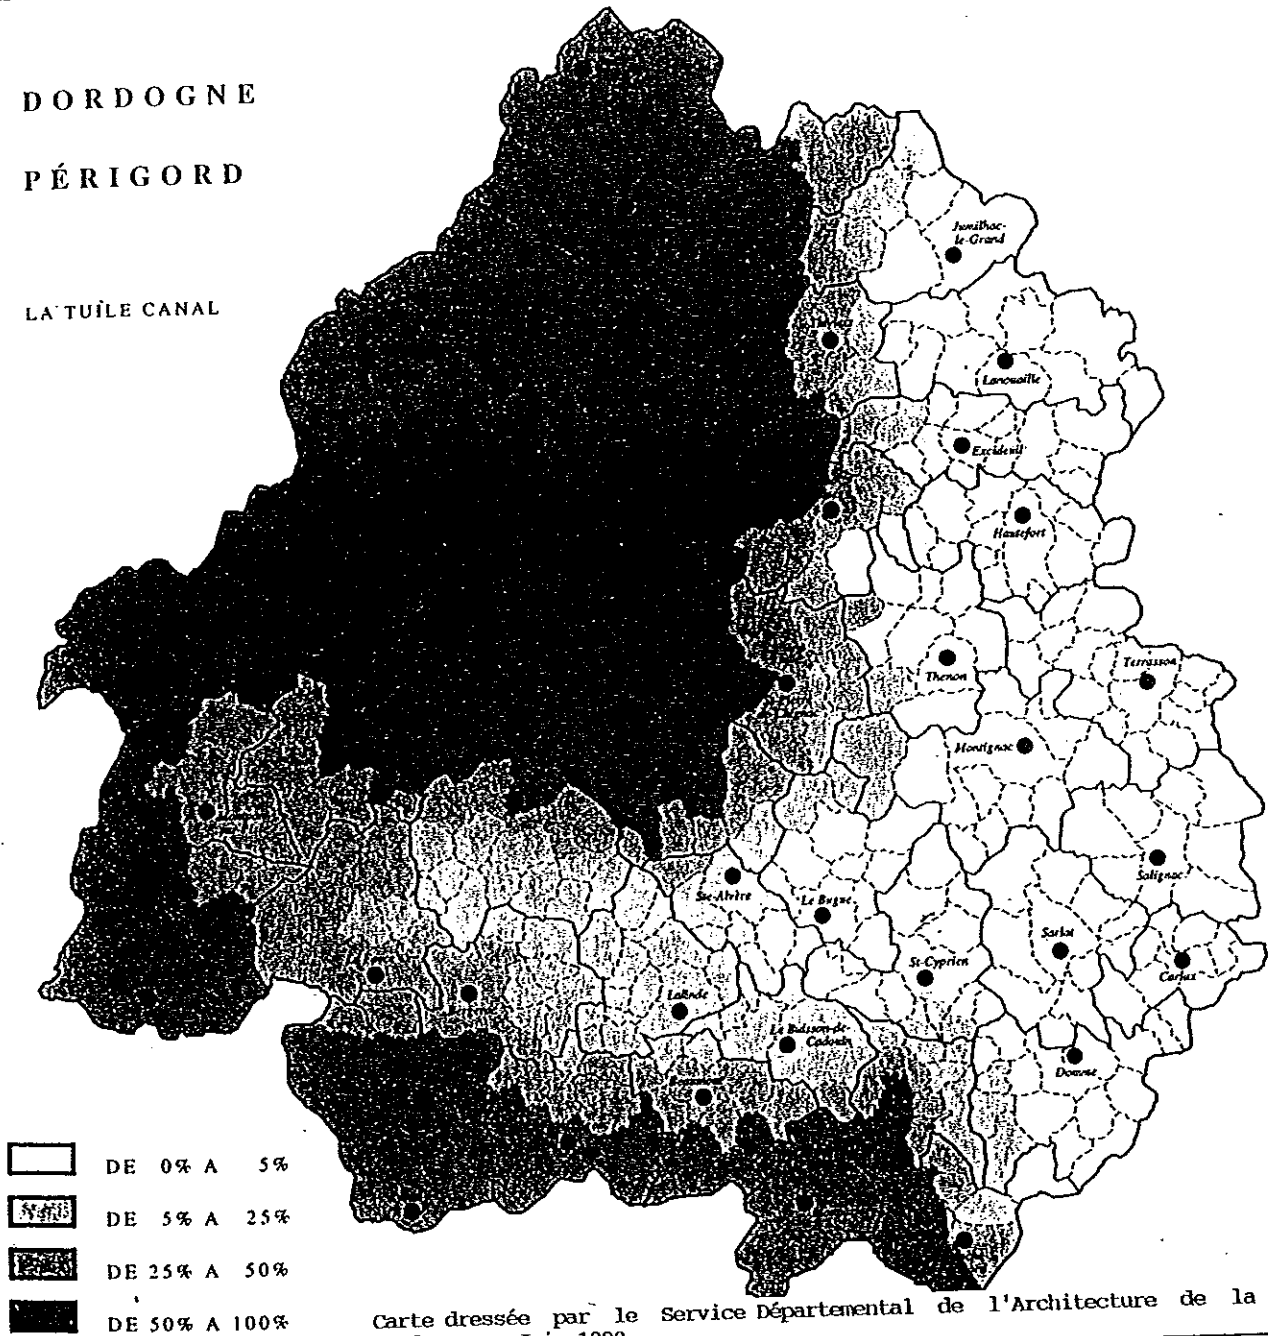 DORDOGNE
PÉRIGORD
LA TUILE CANAL
Jumilhac-
le-Grand
Lanouaille
Excideuil
Hautefort
Thenon
Terrasson
Montignac
Salignac
Ste-Alvère
Le Bugue
Sarlat
St-Cyprien
Carlux
Lalinde
Le Buisson-de-
Cadouin
Domme
DE 0% A 5%
DE 5% A 25%
DE 25% A 50%
DE 50% A 100%
Carte dressée par le Service Départemental de l'Architecture de la